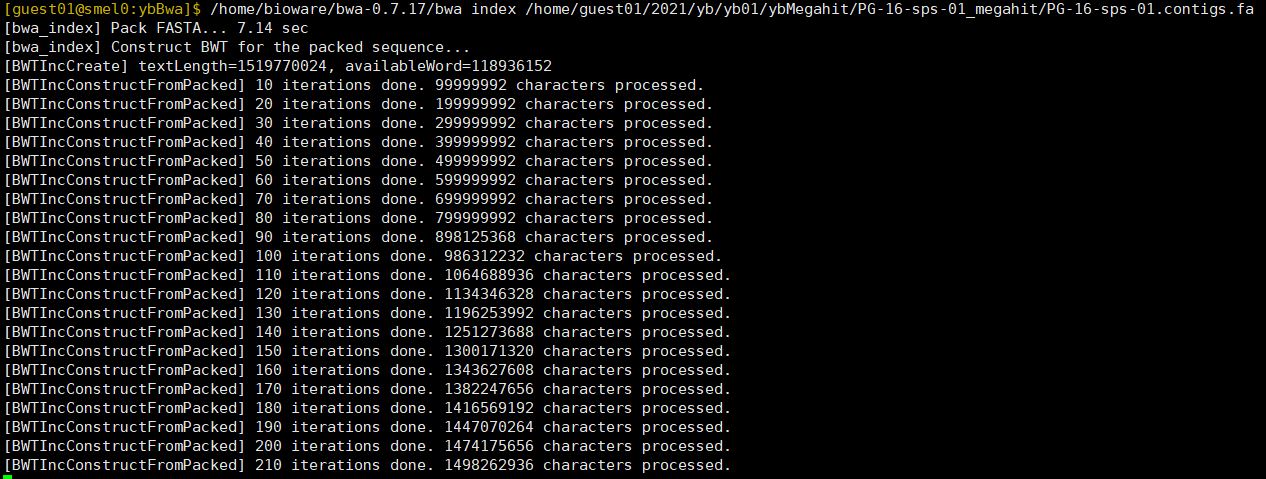 [guest01@smel0:ybBwa]$ /home/bioware/bwa-0.7.17/bwa index /home/guest01/2021/yb/yb01/ybMegahit/PG-16-sps-01_megahit/PG-16-sps-01.contigs.fa
[bwa_index] Pack FASTA... 7.14 sec
[bwa_index] Construct BWT for the packed sequence...
[BWTIncCreate] textLength=1519770024, availableWord=118936152
[BWTIncConstructFromPacked] 10 iterations done. 99999992 characters processed.
[BWTIncConstructFromPacked] 20 iterations done. 199999992 characters processed.
[BWTIncConstructFromPacked] 30 iterations done. 299999992 characters processed.
[BWTIncConstructFromPacked] 40 iterations done. 399999992 characters processed.
[BWTIncConstructFromPacked] 50 iterations done. 499999992 characters processed.
[BWTIncConstructFromPacked] 60 iterations done. 599999992 characters processed.
[BWTIncConstructFromPacked] 70 iterations done. 699999992 characters processed.
[BWTIncConstructFromPacked] 80 iterations done. 799999992 characters processed.
[BWTIncConstructFromPacked] 90 iterations done. 898125368 characters processed.
[BWTIncConstructFromPacked] 100 iterations done. 986312232 characters processed.
[BWTIncConstructFromPacked] 110 iterations done. 1064688936 characters processed.
[BWTIncConstructFromPacked] 120 iterations done. 1134346328 characters processed.
[BWTIncConstructFromPacked] 130 iterations done. 1196253992 characters processed.
[BWTIncConstructFromPacked] 140 iterations done. 1251273688 characters processed.
[BWTIncConstructFromPacked] 150 iterations done. 1300171320 characters processed.
[BWTIncConstructFromPacked] 160 iterations done. 1343627608 characters processed.
[BWTIncConstructFromPacked] 170 iterations done. 1382247656 characters processed.
[BWTIncConstructFromPacked] 180 iterations done. 1416569192 characters processed.
[BWTIncConstructFromPacked] 190 iterations done. 1447070264 characters processed.
[BWTIncConstructFromPacked] 200 iterations done. 1474175656 characters processed.
[BWTIncConstructFromPacked] 210 iterations done. 1498262936 characters processed.